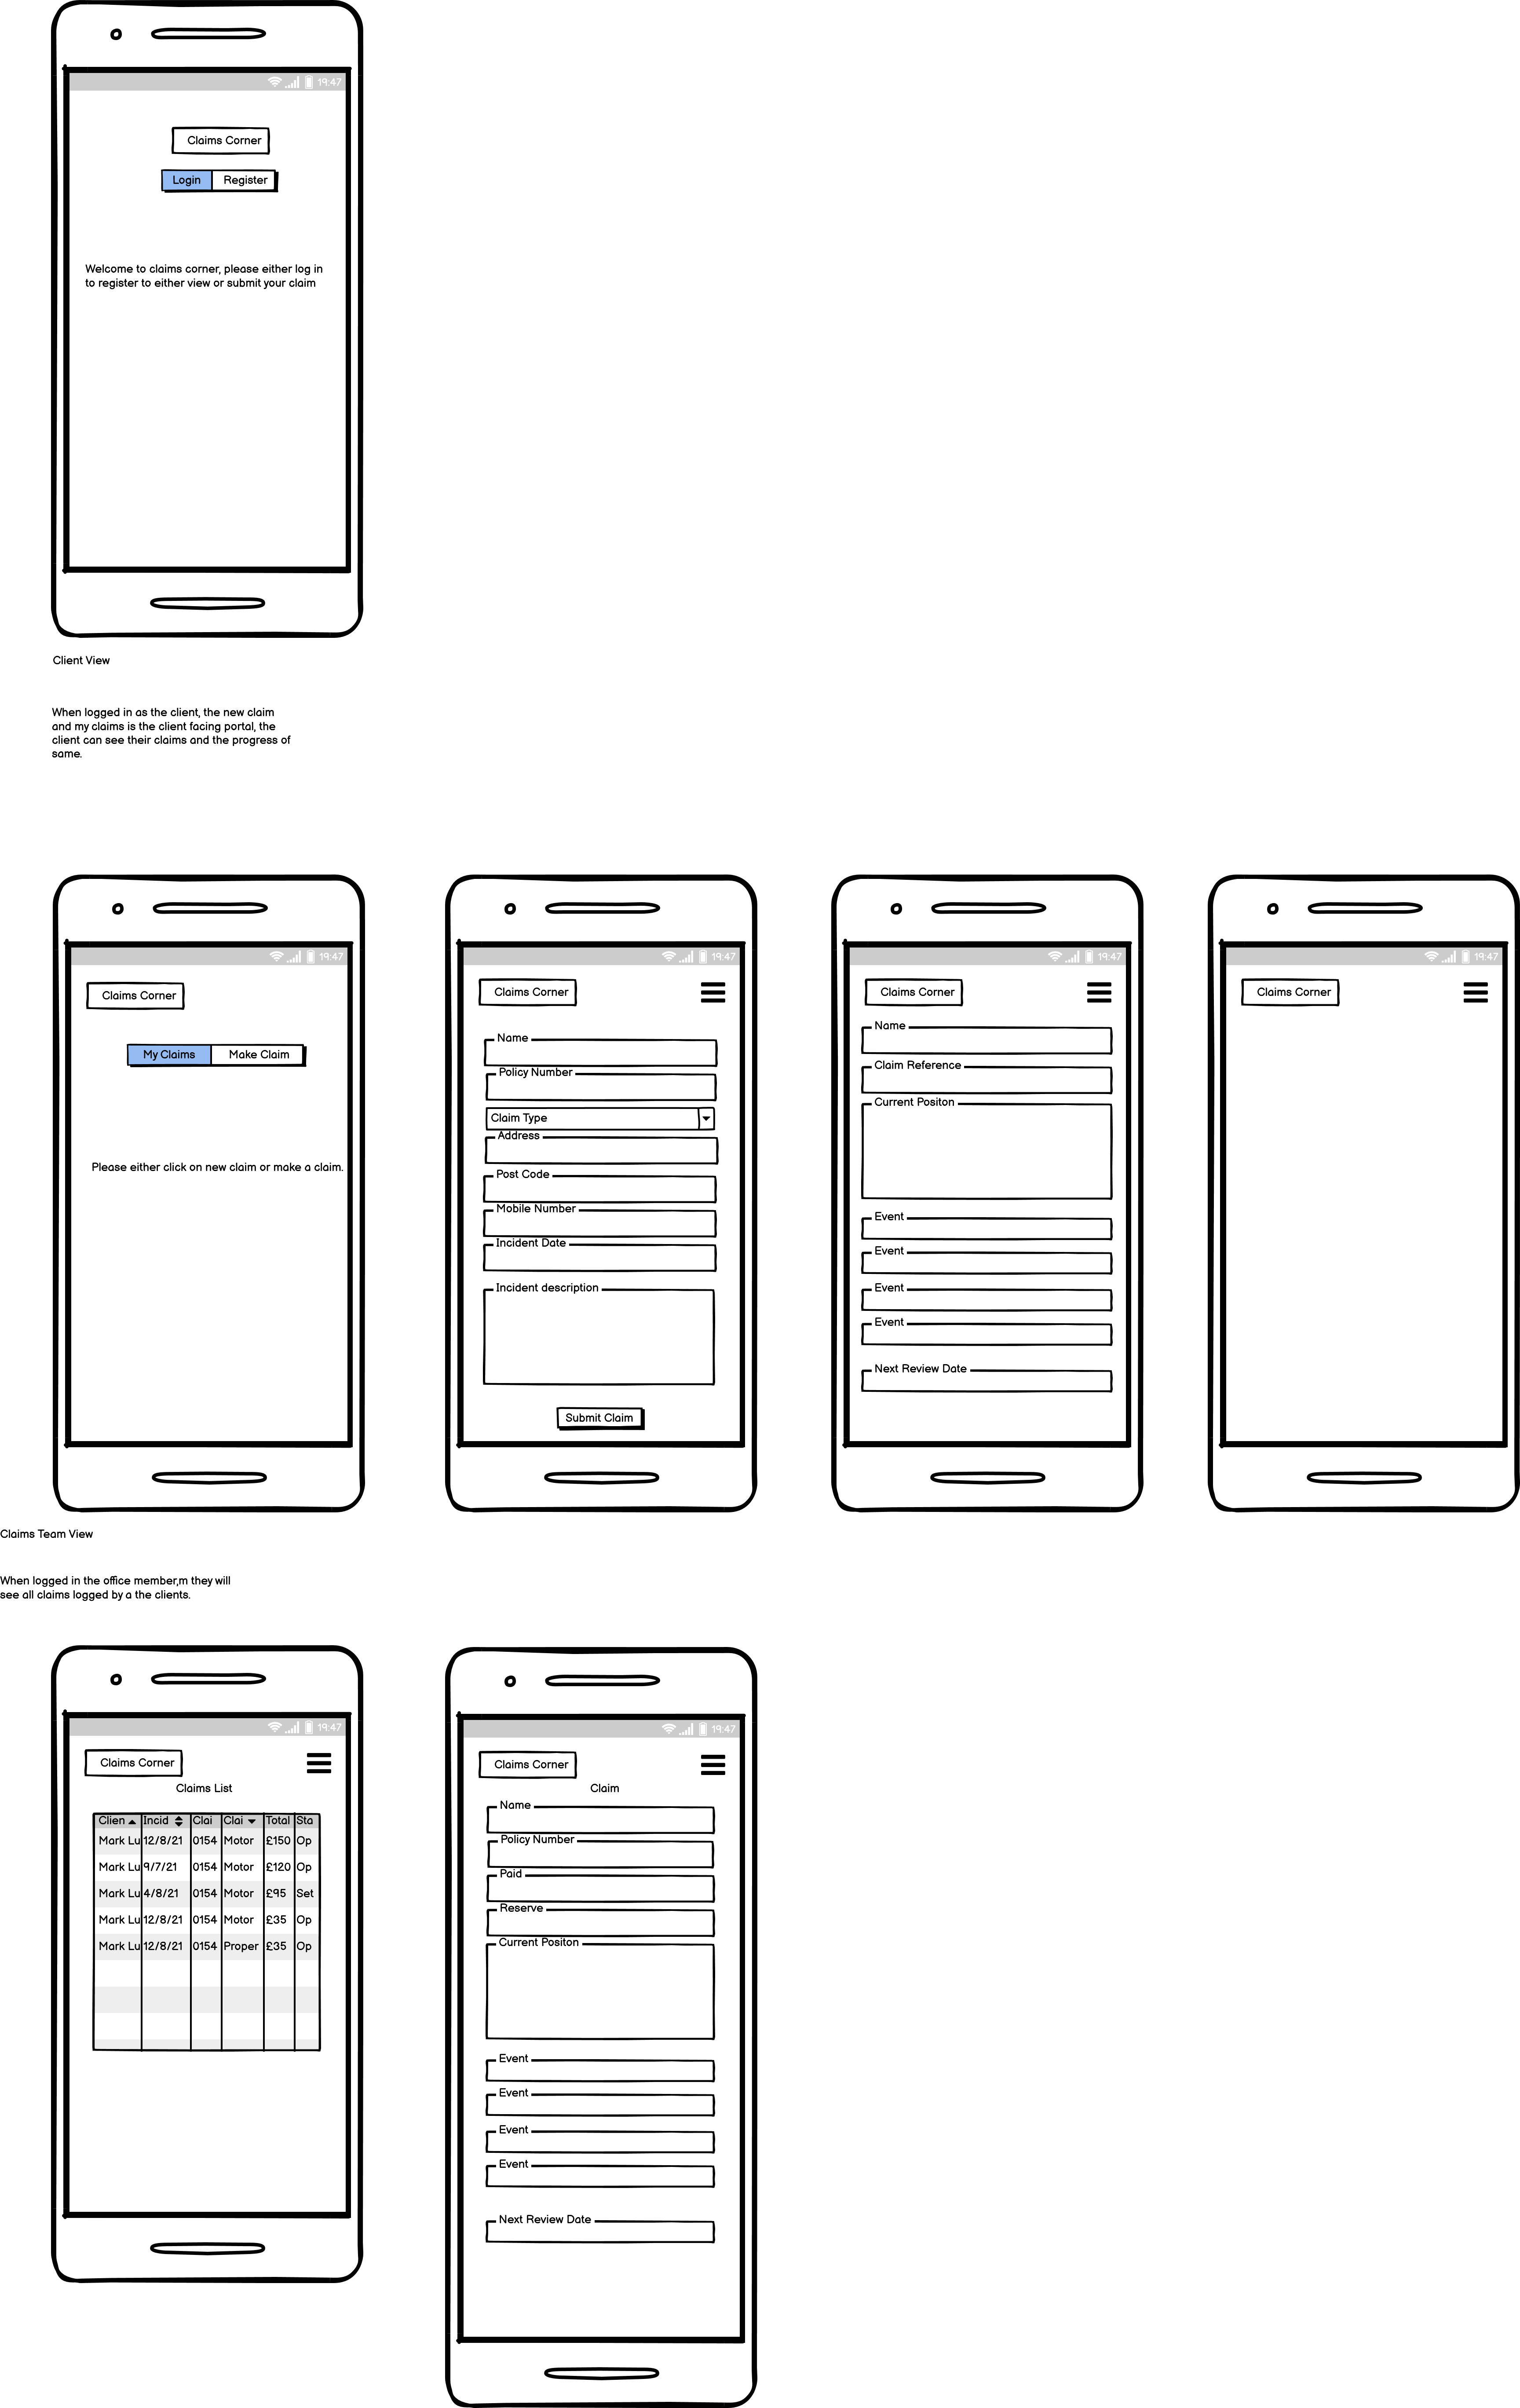 19:47
Claims Corner
Login Register
Welcome to claims corner, please either log in
to register to either view or submit your claim
Client View
When logged in as the client, the new claim
and my claims is the client facing portal, the
client can see their claims and the progress of
same.
19:47
Claims Corner
My Claims Make Claim
Please either click on new claim or make a claim.
19:47
Claims Corner
Name
Policy Number
Claim Type
Address
Post Code
Mobile Number
Incident Date
Incident description
Submit Claim
19:47
Claims Corner
Name
Claim Reference
Current Positon
Event
Event
Event
Event
Next Review Date
19:47
Claims Corner
Claims Team View
When logged in the office member,m they will
see all claims logged by a the clients.
19:47
Claims Corner
Claims List
Clien Incid Clai Clai Total Sta
Mark Lu 12/8/21 0154 Motor £150 Op
Mark Lu 9/7/21 0154 Motor £120 Op
Mark Lu 4/8/21 0154 Motor £95 Set
Mark Lu 12/8/21 0154 Motor £35 Op
Mark Lu 12/8/21 0154 Proper £35 Op
19:47
Claims Corner
Claim
Name
Policy Number
Paid
Reserve
Current Positon
Event
Event
Event
Event
Next Review Date